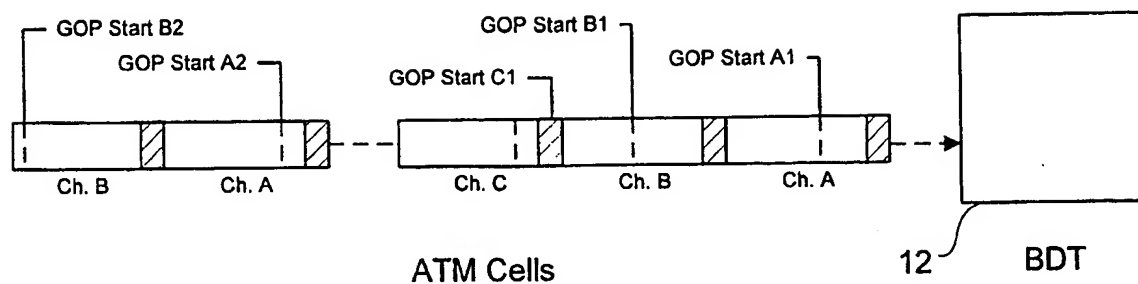 GOP Start B2
GOP Start A2
GOP Start C1
GOP Start B1
GOP Start A1
Ch. B
Ch. A
Ch. C
Ch. B
Ch. A
ATM Cells
12
BDT